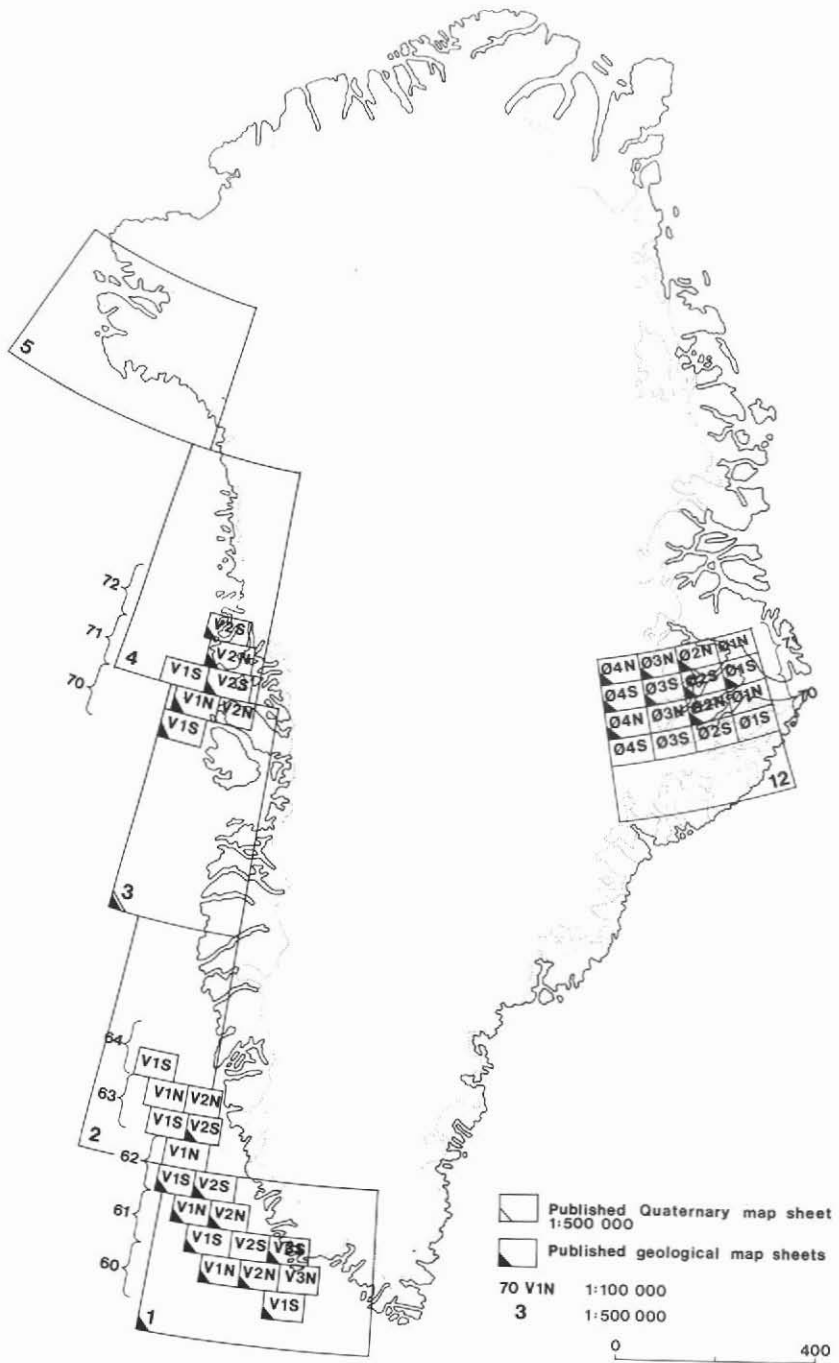 5
72
71
70
4
V2S
V2N
V1S V2S
V1N V2N
V1S
3
Ø4N Ø3N Ø2N Ø1N
71
Ø4S Ø3S Ø2S Ø1S
Ø4N Ø3N Ø2N Ø1N
70
Ø4S Ø3S Ø2S Ø1S
12
64
V1S
63
V1N V2N
V1S V2S
2
62
V1N
V1S V2S
61
V1N V2N
V1S V2S
60
V1N V2N V3N
V1S
1
Published Quaternary map sheet
1:500 000
Published geological map sheets
70 V1N 1:100 000
3 1:500 000
0 400